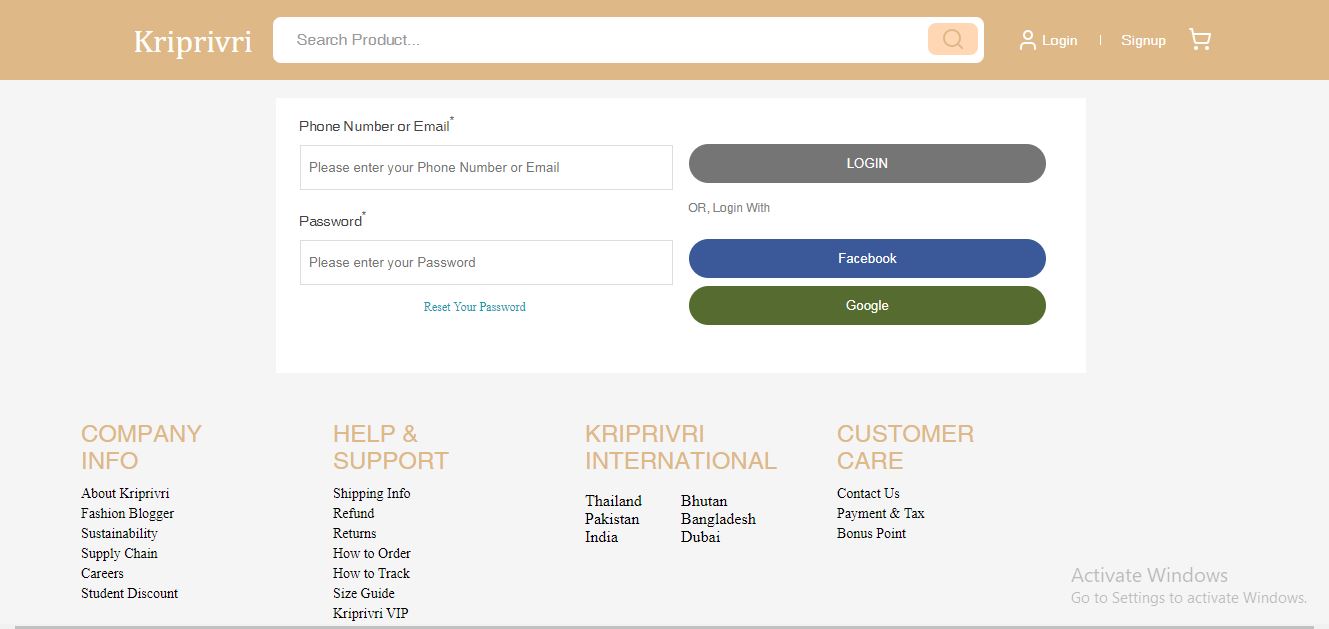 Kriprivri
Search Product...
Login | Signup
Phone Number or Email*
Please enter your Phone Number or Email
LOGIN
OR, Login With
Password*
Please enter your Password
Facebook
Reset Your Password
Google
COMPANY
INFO
About Kriprivri
Fashion Blogger
Sustainability
Supply Chain
Careers
Student Discount
HELP &
SUPPORT
Shipping Info
Refund
Returns
How to Order
How to Track
Size Guide
Kriprivri VIP
KRIPRIVRI
INTERNATIONAL
Thailand
Pakistan
India
Bhutan
Bangladesh
Dubai
CUSTOMER
CARE
Contact Us
Payment & Tax
Bonus Point
Activate Windows
Go to Settings to activate Windows.